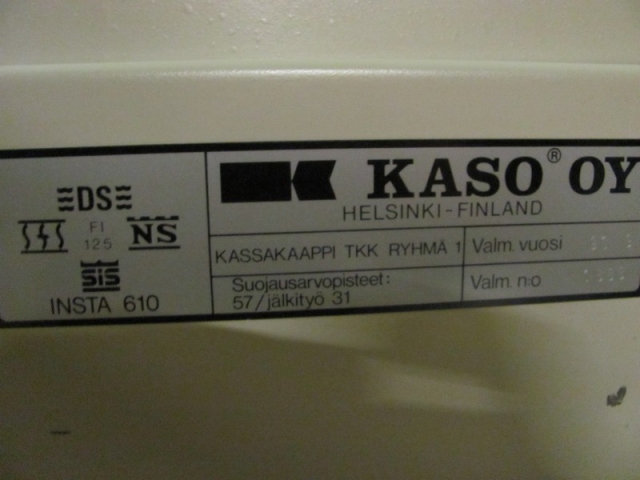 DS
FI
125
NS
SIS
INSTA 610
KASO® OY
HELSINKI-FINLAND
KASSAKAAPPI TKK RYHMÄ 1
Valm. vuosi
Suojausarvopisteet:
57/jälkityö 31
Valm. n:o